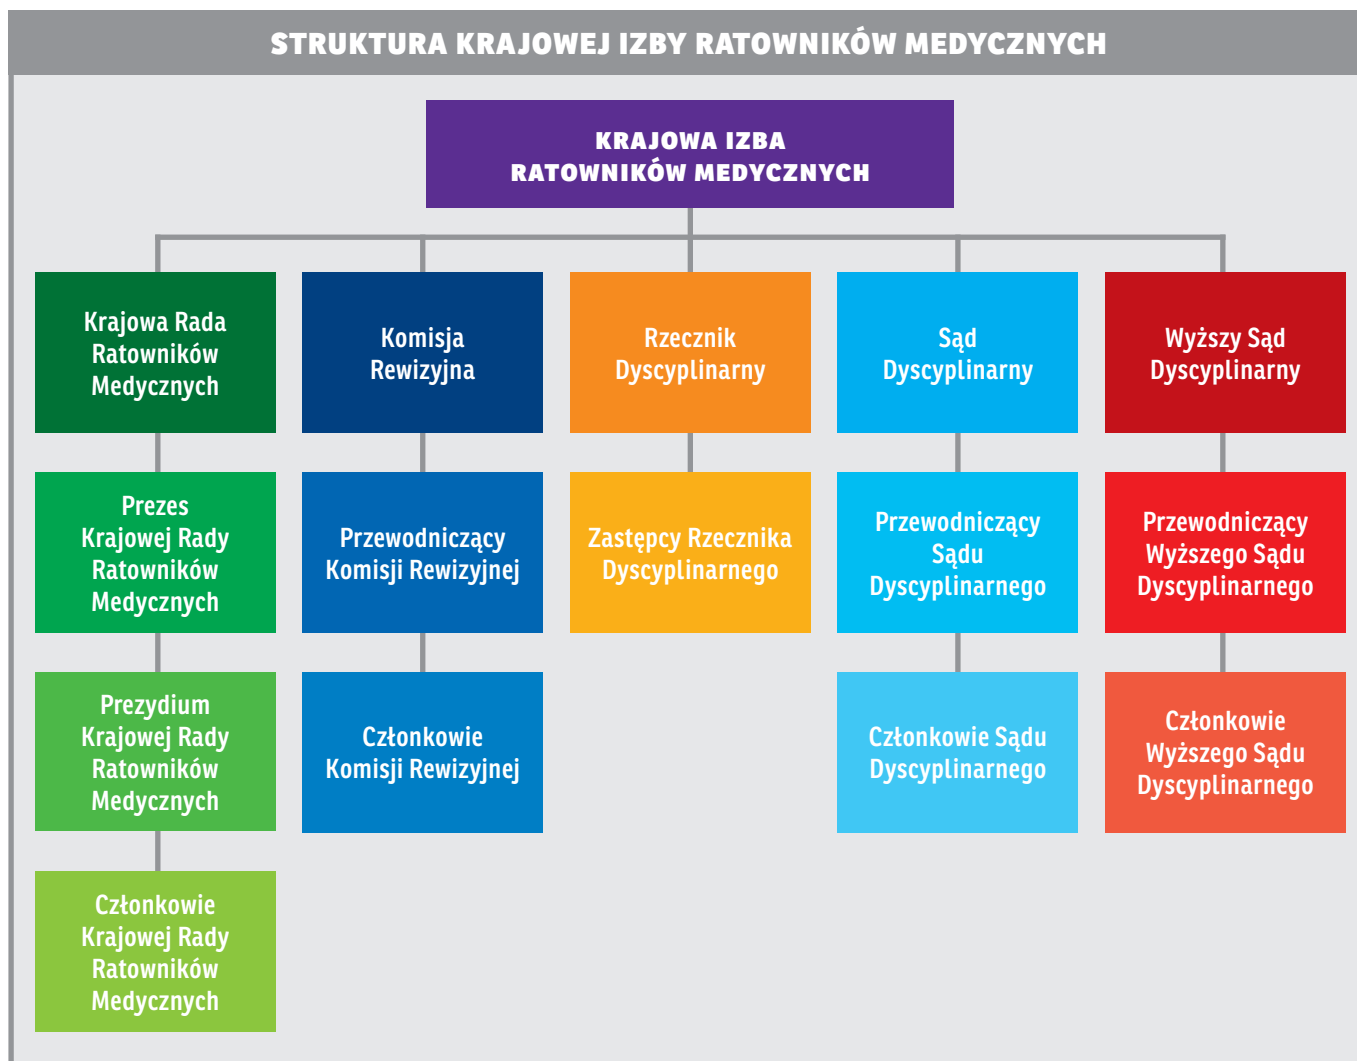 STRUKTURA KRAJOWEJ IZBY RATOWNIKÓW MEDYCZNYCH
KRAJOWA IZBA
RATOWNIKÓW MEDYCZNYCH
Krajowa Rada
Ratowników
Medycznych
Komisja
Rewizyjna
Rzecznik
Dyscyplinarny
Sąd
Dyscyplinarny
Wyższy Sąd
Dyscyplinarny
Prezes
Krajowej Rady
Ratowników
Medycznych
Przewodniczący
Komisji Rewizyjnej
Zastępcy Rzecznika
Dyscyplinarnego
Przewodniczący
Sądu
Dyscyplinarnego
Przewodniczący
Wyższego Sądu
Dyscyplinarnego
Prezydium
Krajowej Rady
Ratowników
Medycznych
Członkowie
Komisji Rewizyjnej
Członkowie Sądu
Dyscyplinarnego
Członkowie
Wyższego Sądu
Dyscyplinarnego
Członkowie
Krajowej Rady
Ratowników
Medycznych